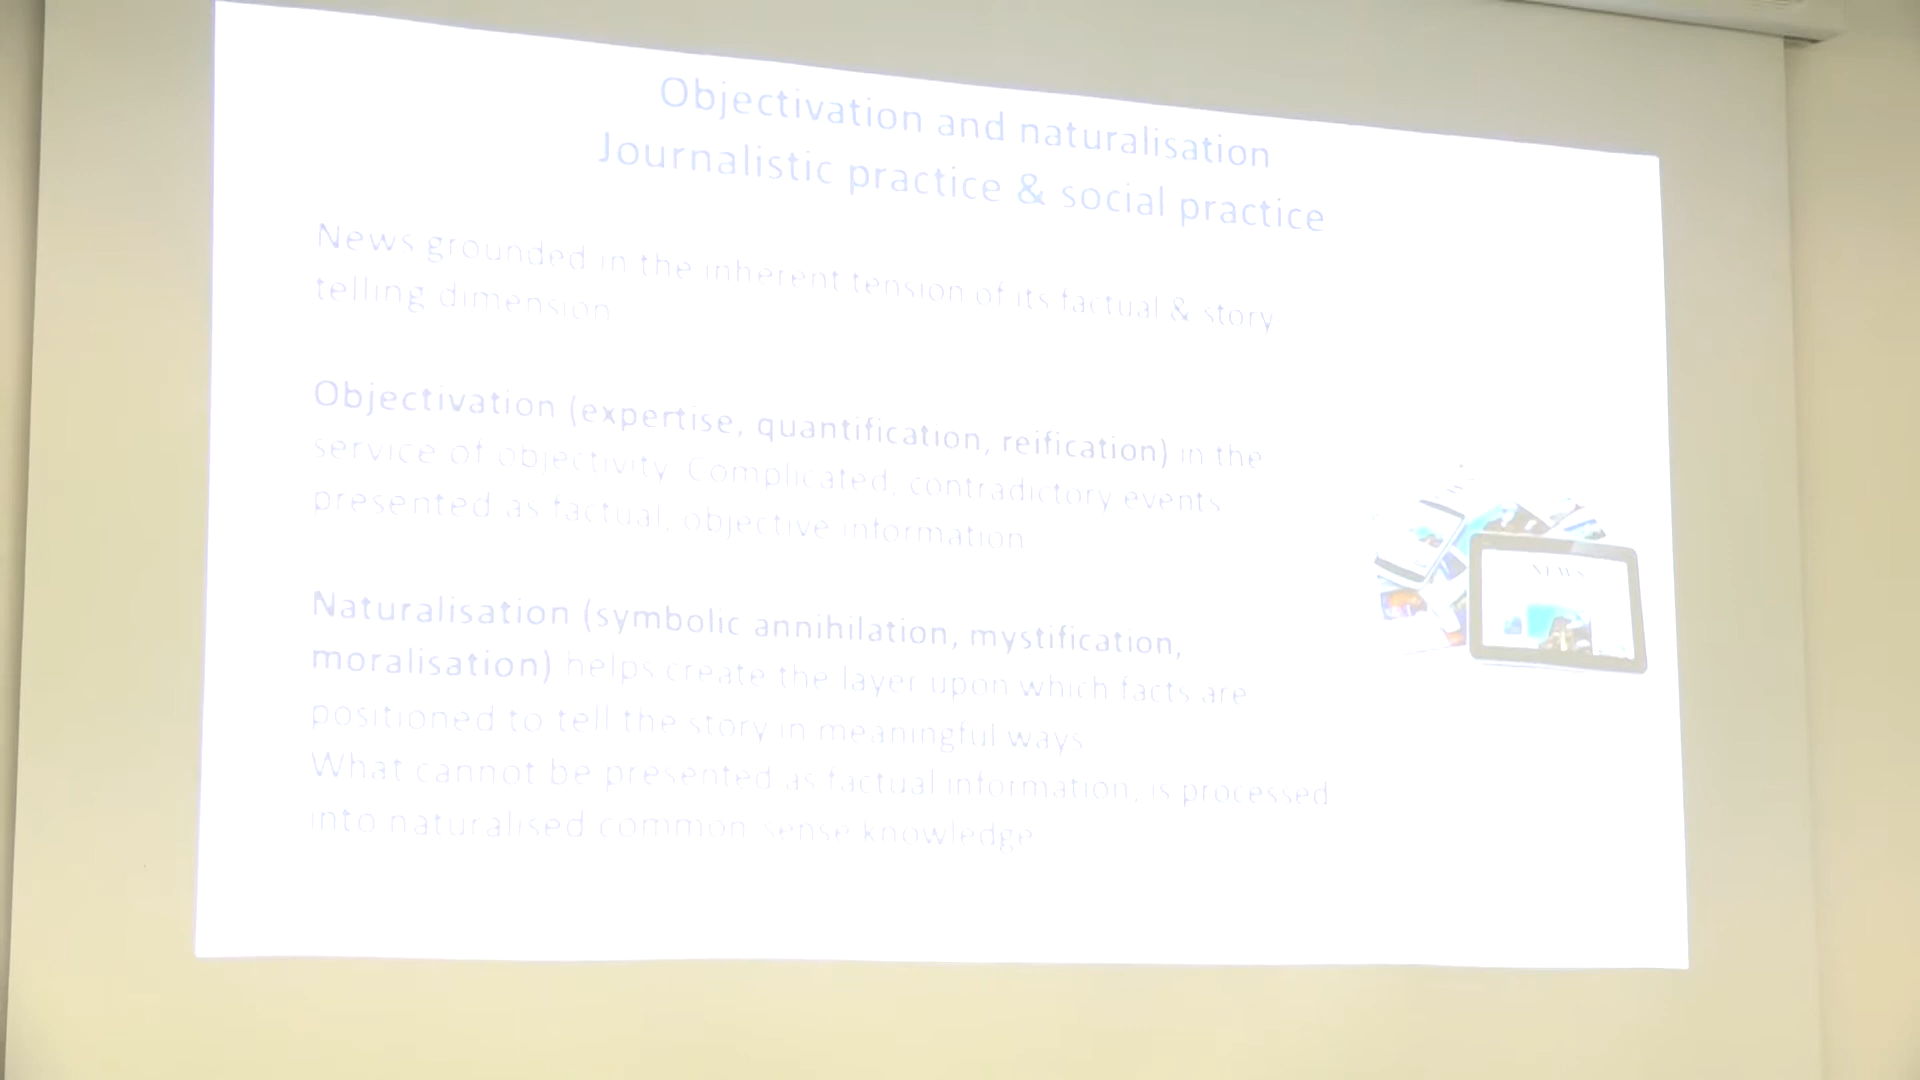 Objectivation and naturalisation
Journalistic practice & social practice
News grounded in the inherent tension of its factual & story
telling dimension
Objectivation (expertise, quantification, reification) in the
service of objectivity. Complicated, contradictory events
presented as factual, objective information
Naturalisation (symbolic annihilation, mystification,
moralisation) helps create the layer upon which facts are
positioned to tell the story in meaningful ways
What cannot be presented as factual information, is processed
into naturalised common sense knowledge
NEWS